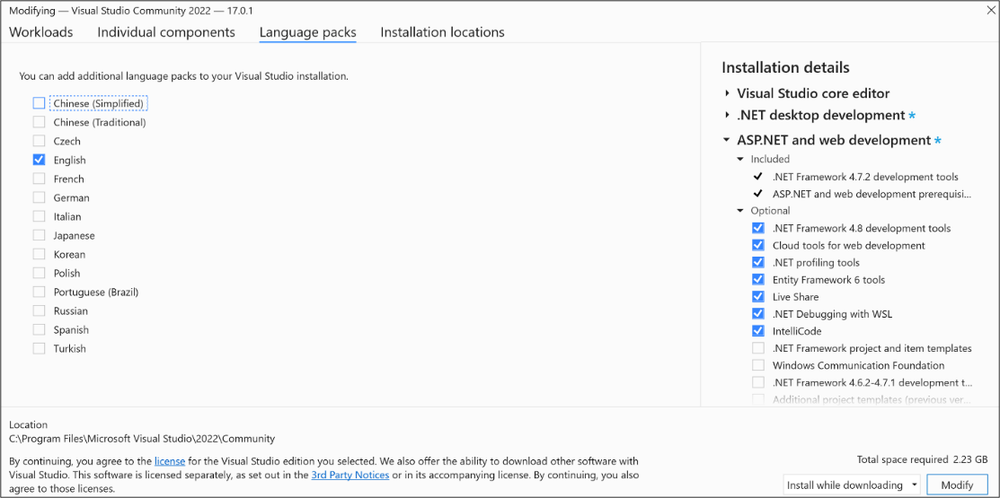 Modifying — Visual Studio Community 2022 — 17.0.1
Workloads Individual components Language packs Installation locations
You can add additional language packs to your Visual Studio installation.
Chinese (Simplified)
Chinese (Traditional)
Czech
English
French
German
Italian
Japanese
Korean
Polish
Portuguese (Brazil)
Russian
Spanish
Turkish
Installation details
Visual Studio core editor
.NET desktop development *
ASP.NET and web development *
Included
.NET Framework 4.7.2 development tools
ASP.NET and web development prerequisi...
Optional
.NET Framework 4.8 development tools
Cloud tools for web development
.NET profiling tools
Entity Framework 6 tools
Live Share
.NET Debugging with WSL
IntelliCode
.NET Framework project and item templates
Windows Communication Foundation
.NET Framework 4.6.2-4.7.1 development t...
Additional project templates (previous ver...
Location
C:\Program Files\Microsoft Visual Studio\2022\Community
By continuing, you agree to the license for the Visual Studio edition you selected. We also offer the ability to download other software with
Visual Studio. This software is licensed separately, as set out in the 3rd Party Notices or in its accompanying license. By continuing, you also
agree to those licenses.
Total space required 2.23 GB
Install while downloading
Modify